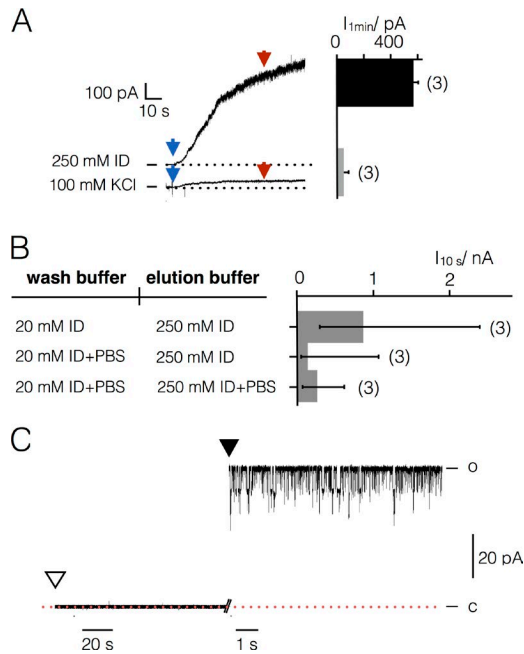 A
I1min/ pA
0 400
(3)
100 pA
10 s
250 mM ID
100 mM KCl
(3)
B
I10 s/ nA
wash buffer elution buffer
0 1 2
20 mM ID 250 mM ID (3)
20 mM ID+PBS 250 mM ID (3)
20 mM ID+PBS 250 mM ID+PBS (3)
C
O
20 pA
C
20 s 1 s